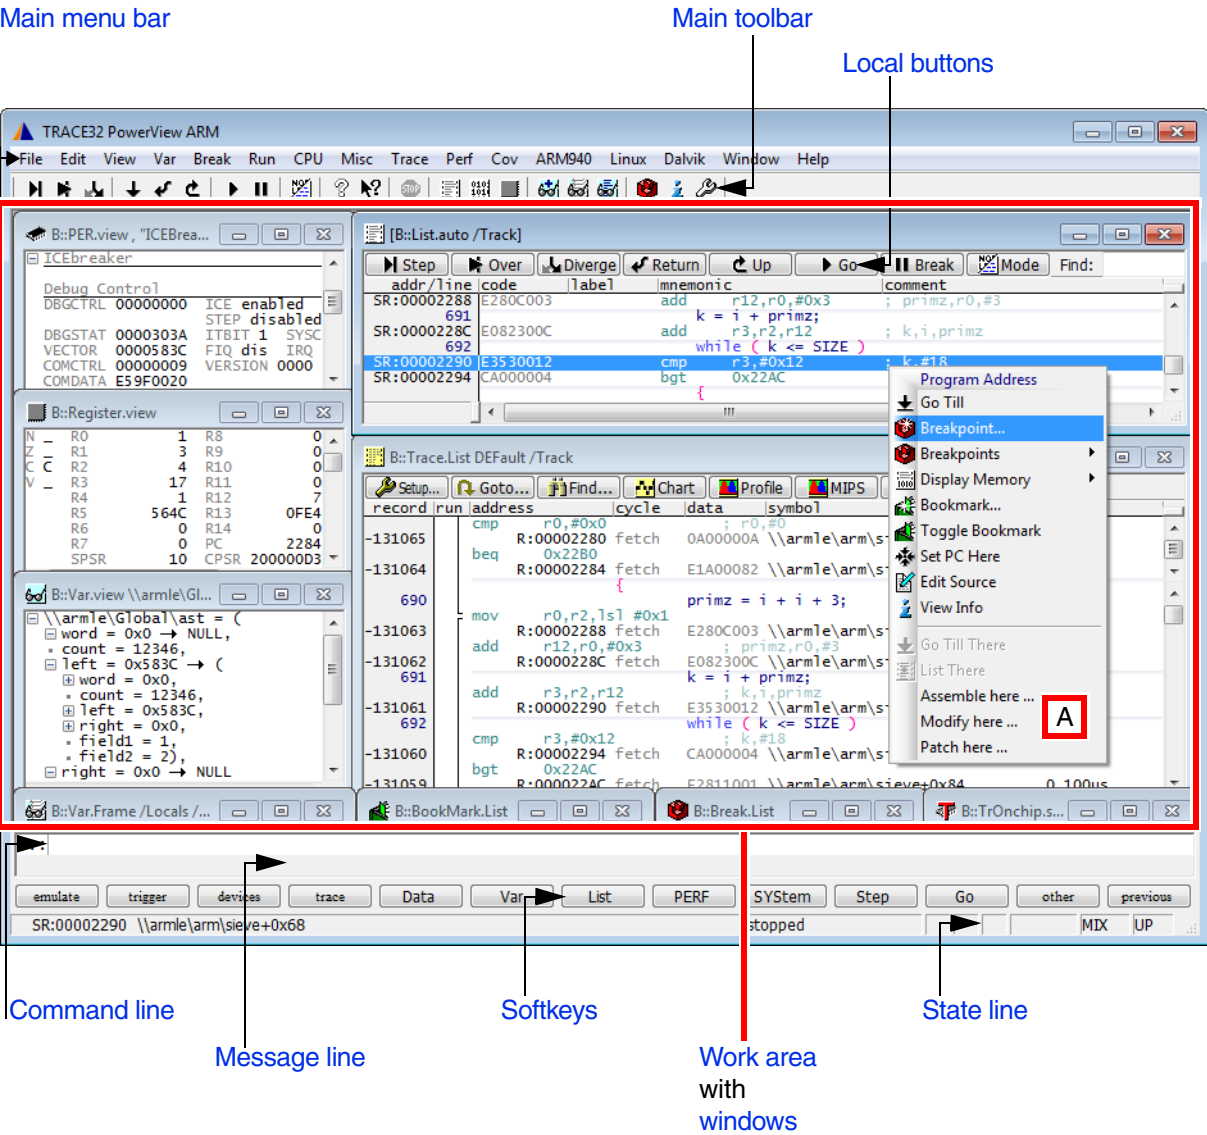 Main menu bar
Main toolbar
Local buttons
TRACE32 PowerView ARM
File Edit View Var Break Run CPU Misc Trace Perf Cov ARM940 Linux Dalvik Window Help
B::PER.view , "ICEBrea...
ICEbreaker
Debug Control
DBGCTRL 00000000 ICE enabled
STEP disabled
DBGSTAT 0000303A ITBIT 1 SYSC
VECTOR 0000583C FIQ dis IRQ
COMCTRL 00000009 VERSION 0000
COMDATA E59F0020
[B::List.auto /Track]
Step Over Diverge Return Up Go Break Mode Find:
addr/line code label mnemonic comment
SR:00002288 E280C003 add r12,r0,#0x3 ; primz,r0,#3
691 k = i + primz;
SR:0000228C E082300C add r3,r2,r12 ; k,i,primz
692 while ( k <= SIZE )
SR:00002290 E3530012 cmp r3,#0x12 ; k,#18
SR:00002294 CA000004 bgt 0x22AC
{
B::Register.view
N _ R0 1 R8 0
Z _ R1 3 R9 0
C C R2 4 R10 0
V _ R3 17 R11 0
R4 1 R12 7
R5 564C R13 0FE4
R6 0 R14 0
R7 0 PC 2284
SPSR 10 CPSR 200000D3
B::Var.view \\armle\Gl...
\\armle\Global\ast = (
word = 0x0 → NULL,
count = 12346,
left = 0x583C → (
word = 0x0,
count = 12346,
left = 0x583C,
right = 0x0,
field1 = 1,
field2 = 2),
right = 0x0 → NULL
B::Trace.List DEFault /Track
Setup... Goto... Find... Chart Profile MIPS
record run address cycle data symbol
cmp r0,#0x0 ; r0,#0
-131065 R:00002280 fetch 0A00000A \\armle\arm\si
beq 0x22B0
-131064 R:00002284 fetch E1A00082 \\armle\arm\si
{
690 primz = i + i + 3;
mov r0,r2,lsl #0x1
-131063 R:00002288 fetch E280C003 \\armle\arm\si
add r12,r0,#0x3 ; primz,r0,#3
-131062 R:0000228C fetch E082300C \\armle\arm\si
691 k = i + primz;
add r3,r2,r12 ; k,i,primz
-131061 R:00002290 fetch E3530012 \\armle\arm\si
692 while ( k <= SIZE )
cmp r3,#0x12 ; k,#18
-131060 R:00002294 fetch CA000004 \\armle\arm\si
bgt 0x22AC
-131059 R:000022AC fetch E2811001 \\armle\arm\sieve+0x84 0.100us
Program Address
Go Till
Breakpoint...
Breakpoints
Display Memory
Bookmark...
Toggle Bookmark
Set PC Here
Edit Source
View Info
Go Till There
List There
Assemble here ...
Modify here ...
Patch here ...
A
B::Var.Frame /Locals /... B::BookMark.List B::Break.List B::TrOnchip.s...
emulate trigger devices trace Data Var List PERF SYStem Step Go other previous
SR:00002290 \\armle\arm\sieve+0x68 stopped MIX UP
Command line
Softkeys
State line
Message line
Work area
with
windows